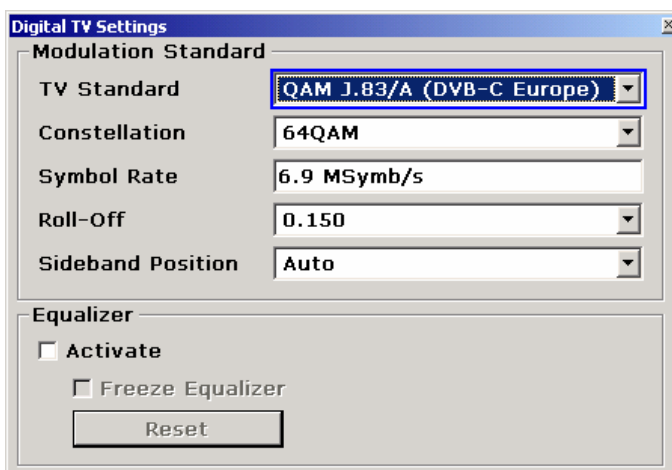 Digital TV Settings
Modulation Standard
TV Standard QAM J.83/A (DVB-C Europe)
Constellation 64QAM
Symbol Rate 6.9 MSymb/s
Roll-Off 0.150
Sideband Position Auto
Equalizer
Activate
Freeze Equalizer
Reset